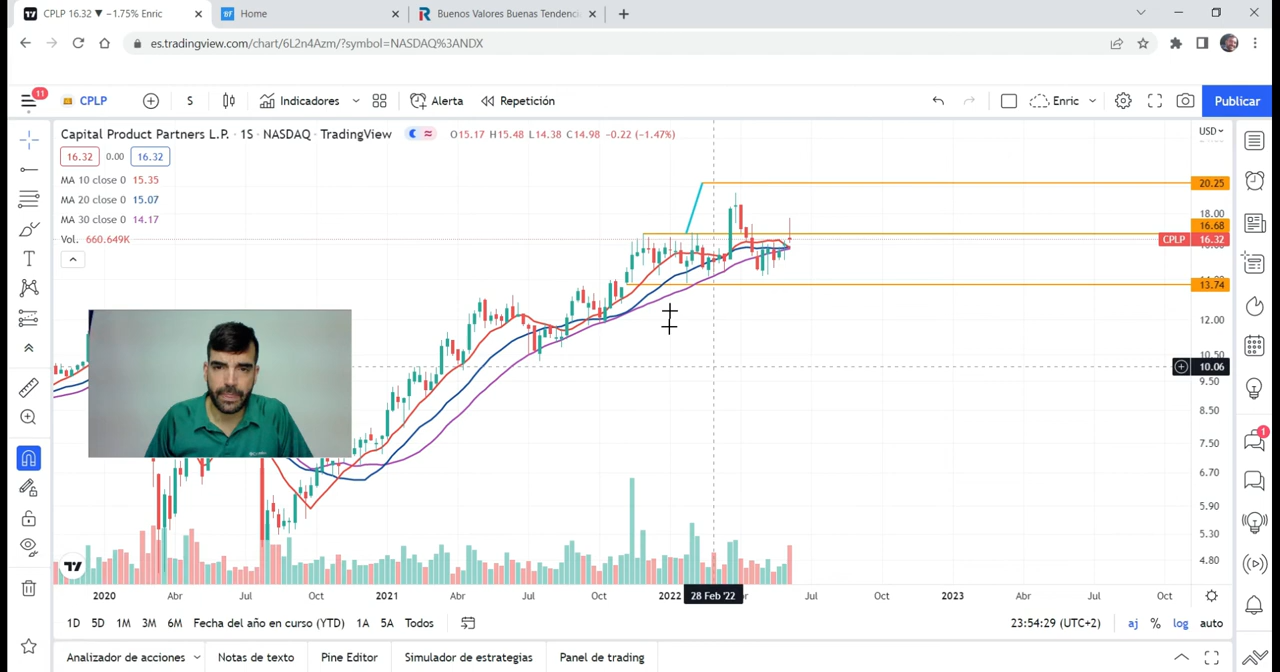 CPLP 16.32 ▼ −1.75% Enric
Home
Buenos Valores Buenas Tendenci
es.tradingview.com/chart/6L2n4Azm/?symbol=NASDAQ%3ANDX
11
CPLP
S
Indicadores
Alerta
Repetición
Enric
Publicar
Capital Product Partners L.P. · 1S · NASDAQ · TradingView
O15.17 H15.48 L14.38 C14.98 −0.22 (−1.47%)
USD
16.32 0.00 16.32
MA 10 close 0 15.35
MA 20 close 0 15.07
MA 30 close 0 14.17
Vol. 660.649K
20.25
18.00
16.68
CPLP 16.32
13.74
12.00
10.50
10.06
9.50
8.50
7.50
6.70
5.90
5.30
4.80
1
2020 Abr Jul Oct 2021 Abr Jul Oct 2022 28 Feb '22 Jul Oct 2023 Abr Jul Oct
1D 5D 1M 3M 6M Fecha del año en curso (YTD) 1A 5A Todos
23:54:29 (UTC+2) aj % log auto
Analizador de acciones Notas de texto Pine Editor Simulador de estrategias Panel de trading